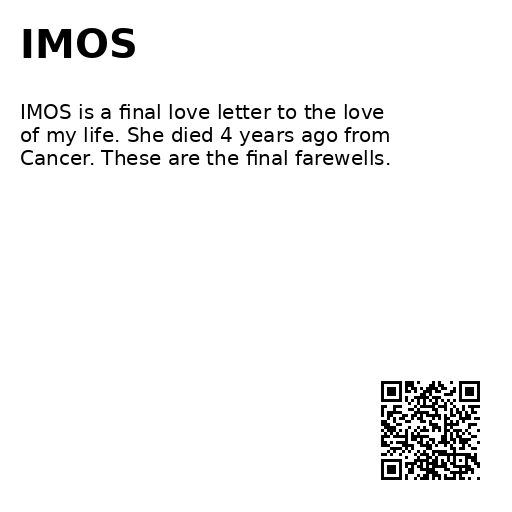 IMOS
IMOS is a final love letter to the love
of my life. She died 4 years ago from
Cancer. These are the final farewells.